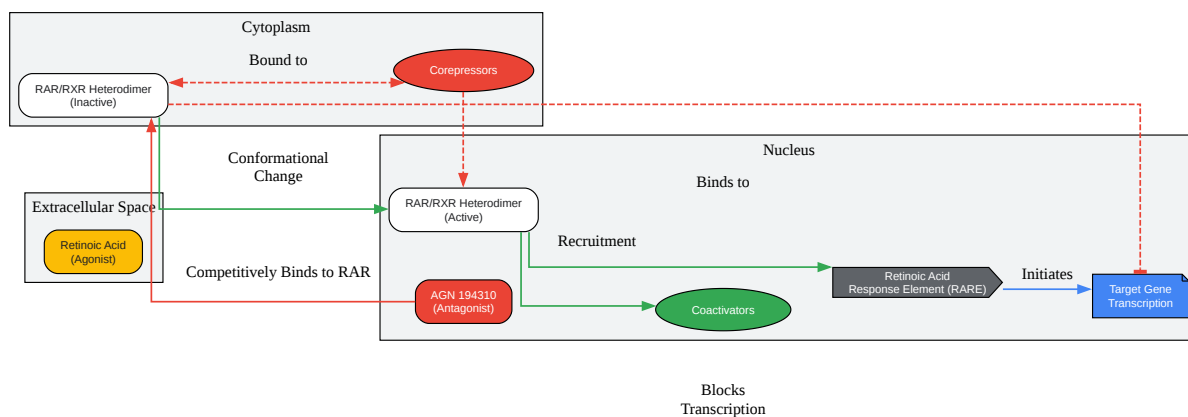 Cytoplasm
Bound to
Corepressors
RAR/RXR Heterodimer
(Inactive)
Nucleus
Conformational
Change
Binds to
RAR/RXR Heterodimer
(Active)
Extracellular Space
Retinoic Acid
(Agonist)
Recruitment
Competitively Binds to RAR
Retinoic Acid
Response Element (RARE)
Initiates
Target Gene
Transcription
AGN 194310
(Antagonist)
Coactivators
Blocks
Transcription